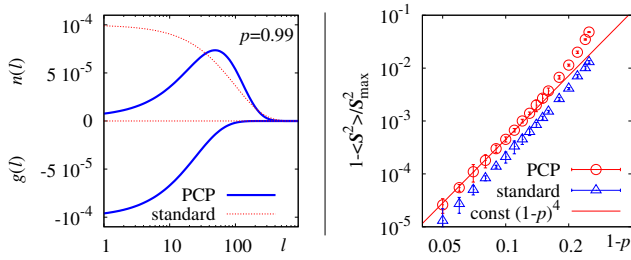 10^-4
5 10^-5
0
-5 10^-5
-10^-4
n(l)
g(l)
p=0.99
PCP
standard
1
10
100
l
10^-1
10^-2
10^-3
10^-4
10^-5
1-<S^2>/S^2_max
PCP
standard
const (1-p)^4
0.05
0.1
0.2
1-p